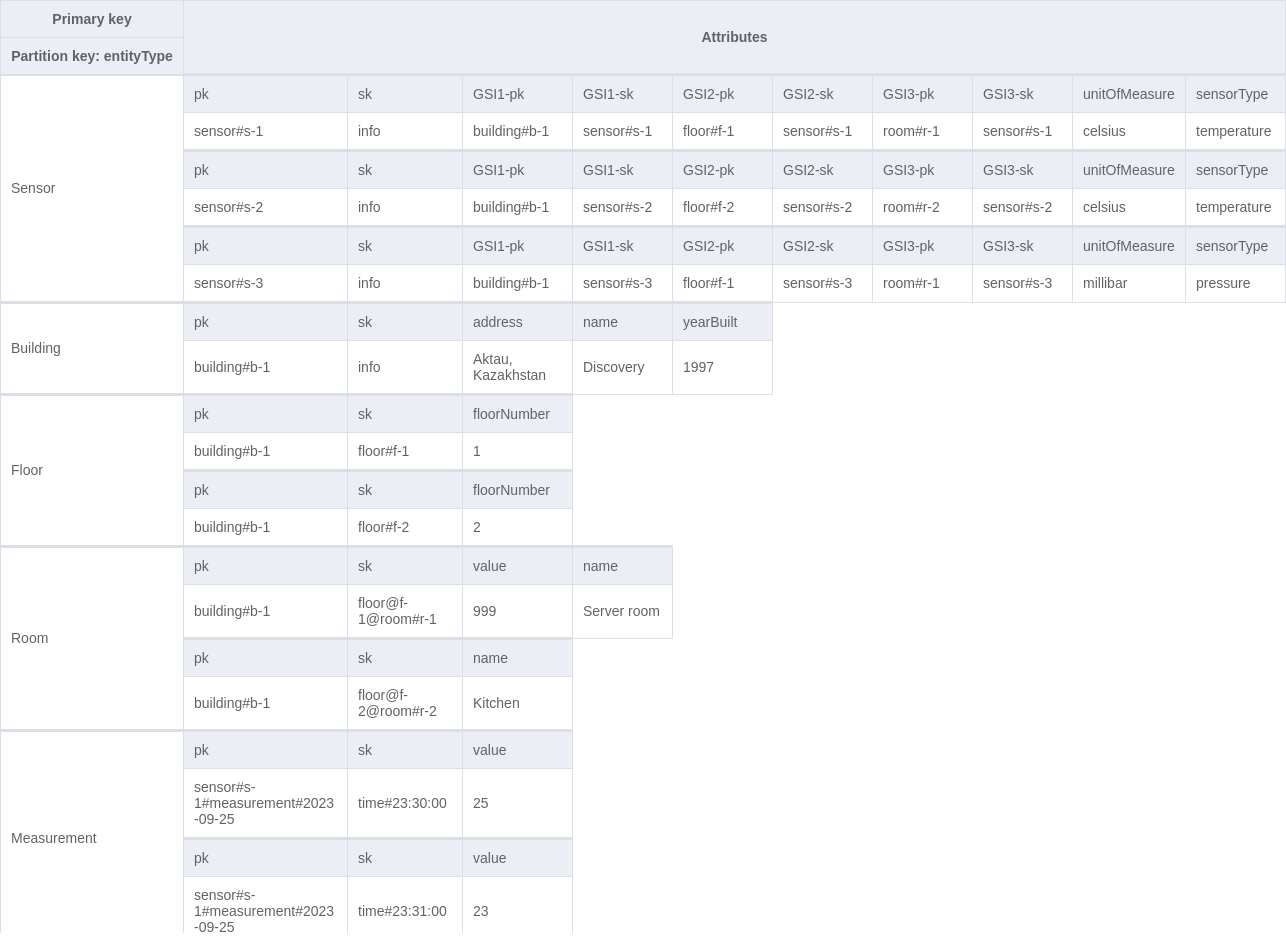 Primary key
Attributes
Partition key: entityType
Sensor
pk sk GSI1-pk GSI1-sk GSI2-pk GSI2-sk GSI3-pk GSI3-sk unitOfMeasure sensorType
sensor#s-1 info building#b-1 sensor#s-1 floor#f-1 sensor#s-1 room#r-1 sensor#s-1 celsius temperature
pk sk GSI1-pk GSI1-sk GSI2-pk GSI2-sk GSI3-pk GSI3-sk unitOfMeasure sensorType
sensor#s-2 info building#b-1 sensor#s-2 floor#f-2 sensor#s-2 room#r-2 sensor#s-2 celsius temperature
pk sk GSI1-pk GSI1-sk GSI2-pk GSI2-sk GSI3-pk GSI3-sk unitOfMeasure sensorType
sensor#s-3 info building#b-1 sensor#s-3 floor#f-1 sensor#s-3 room#r-1 sensor#s-3 millibar pressure
Building
pk sk address name yearBuilt
building#b-1 info Aktau,
Kazakhstan Discovery 1997
Floor
pk sk floorNumber
building#b-1 floor#f-1 1
pk sk floorNumber
building#b-1 floor#f-2 2
Room
pk sk value name
building#b-1 floor@f-
1@room#r-1 999 Server room
pk sk name
building#b-1 floor@f-
2@room#r-2 Kitchen
Measurement
pk sk value
sensor#s-
1#measurement#2023
-09-25 time#23:30:00 25
pk sk value
sensor#s-
1#measurement#2023
-09-25 time#23:31:00 23